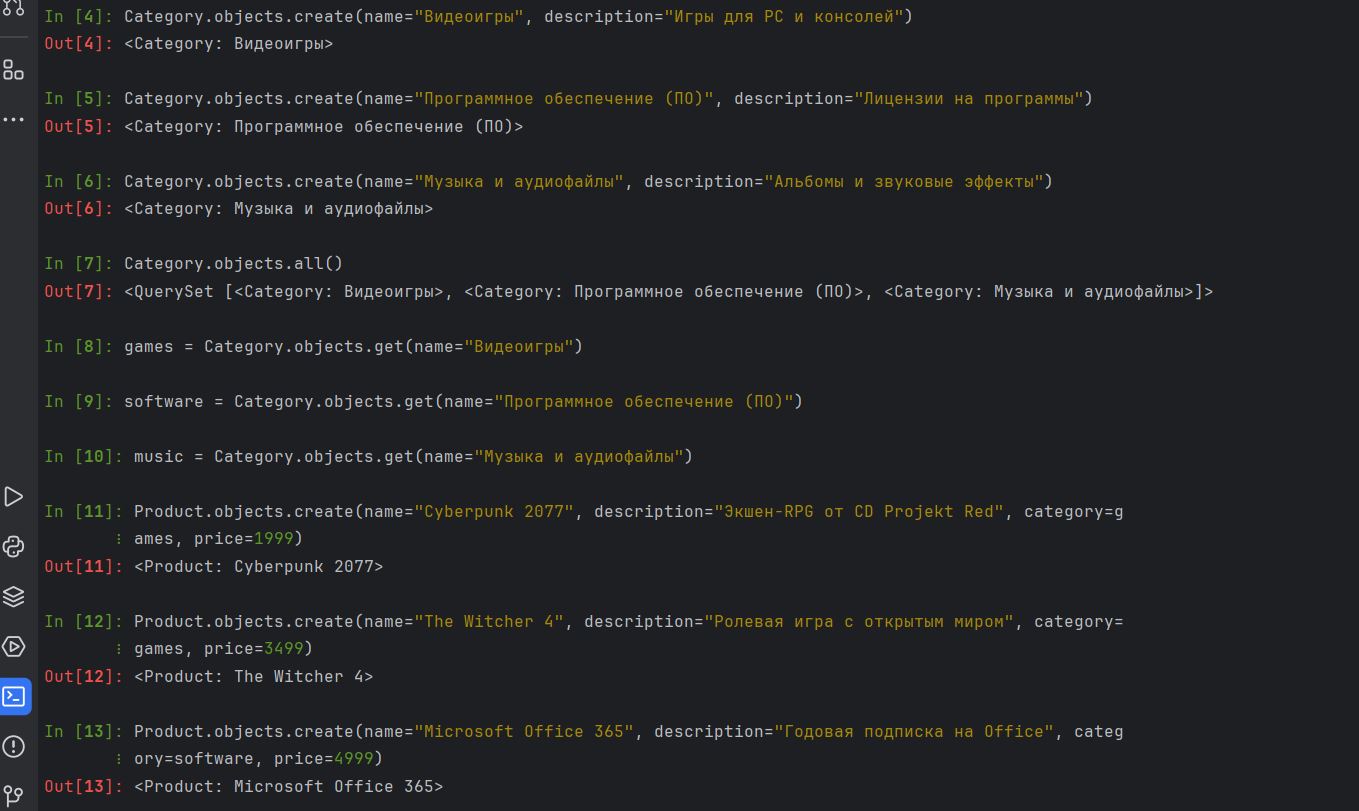 In [4]: Category.objects.create(name="Видеоигры", description="Игры для PC и консолей")
Out[4]: <Category: Видеоигры>
In [5]: Category.objects.create(name="Программное обеспечение (ПО)", description="Лицензии на программы")
Out[5]: <Category: Программное обеспечение (ПО)>
In [6]: Category.objects.create(name="Музыка и аудиофайлы", description="Альбомы и звуковые эффекты")
Out[6]: <Category: Музыка и аудиофайлы>
In [7]: Category.objects.all()
Out[7]: <QuerySet [<Category: Видеоигры>, <Category: Программное обеспечение (ПО)>, <Category: Музыка и аудиофайлы>]>
In [8]: games = Category.objects.get(name="Видеоигры")
In [9]: software = Category.objects.get(name="Программное обеспечение (ПО)")
In [10]: music = Category.objects.get(name="Музыка и аудиофайлы")
In [11]: Product.objects.create(name="Cyberpunk 2077", description="Экшен-RPG от CD Projekt Red", category=g
⋮ ames, price=1999)
Out[11]: <Product: Cyberpunk 2077>
In [12]: Product.objects.create(name="The Witcher 4", description="Ролевая игра с открытым миром", category=
⋮ games, price=3499)
Out[12]: <Product: The Witcher 4>
In [13]: Product.objects.create(name="Microsoft Office 365", description="Годовая подписка на Office", categ
⋮ ory=software, price=4999)
Out[13]: <Product: Microsoft Office 365>